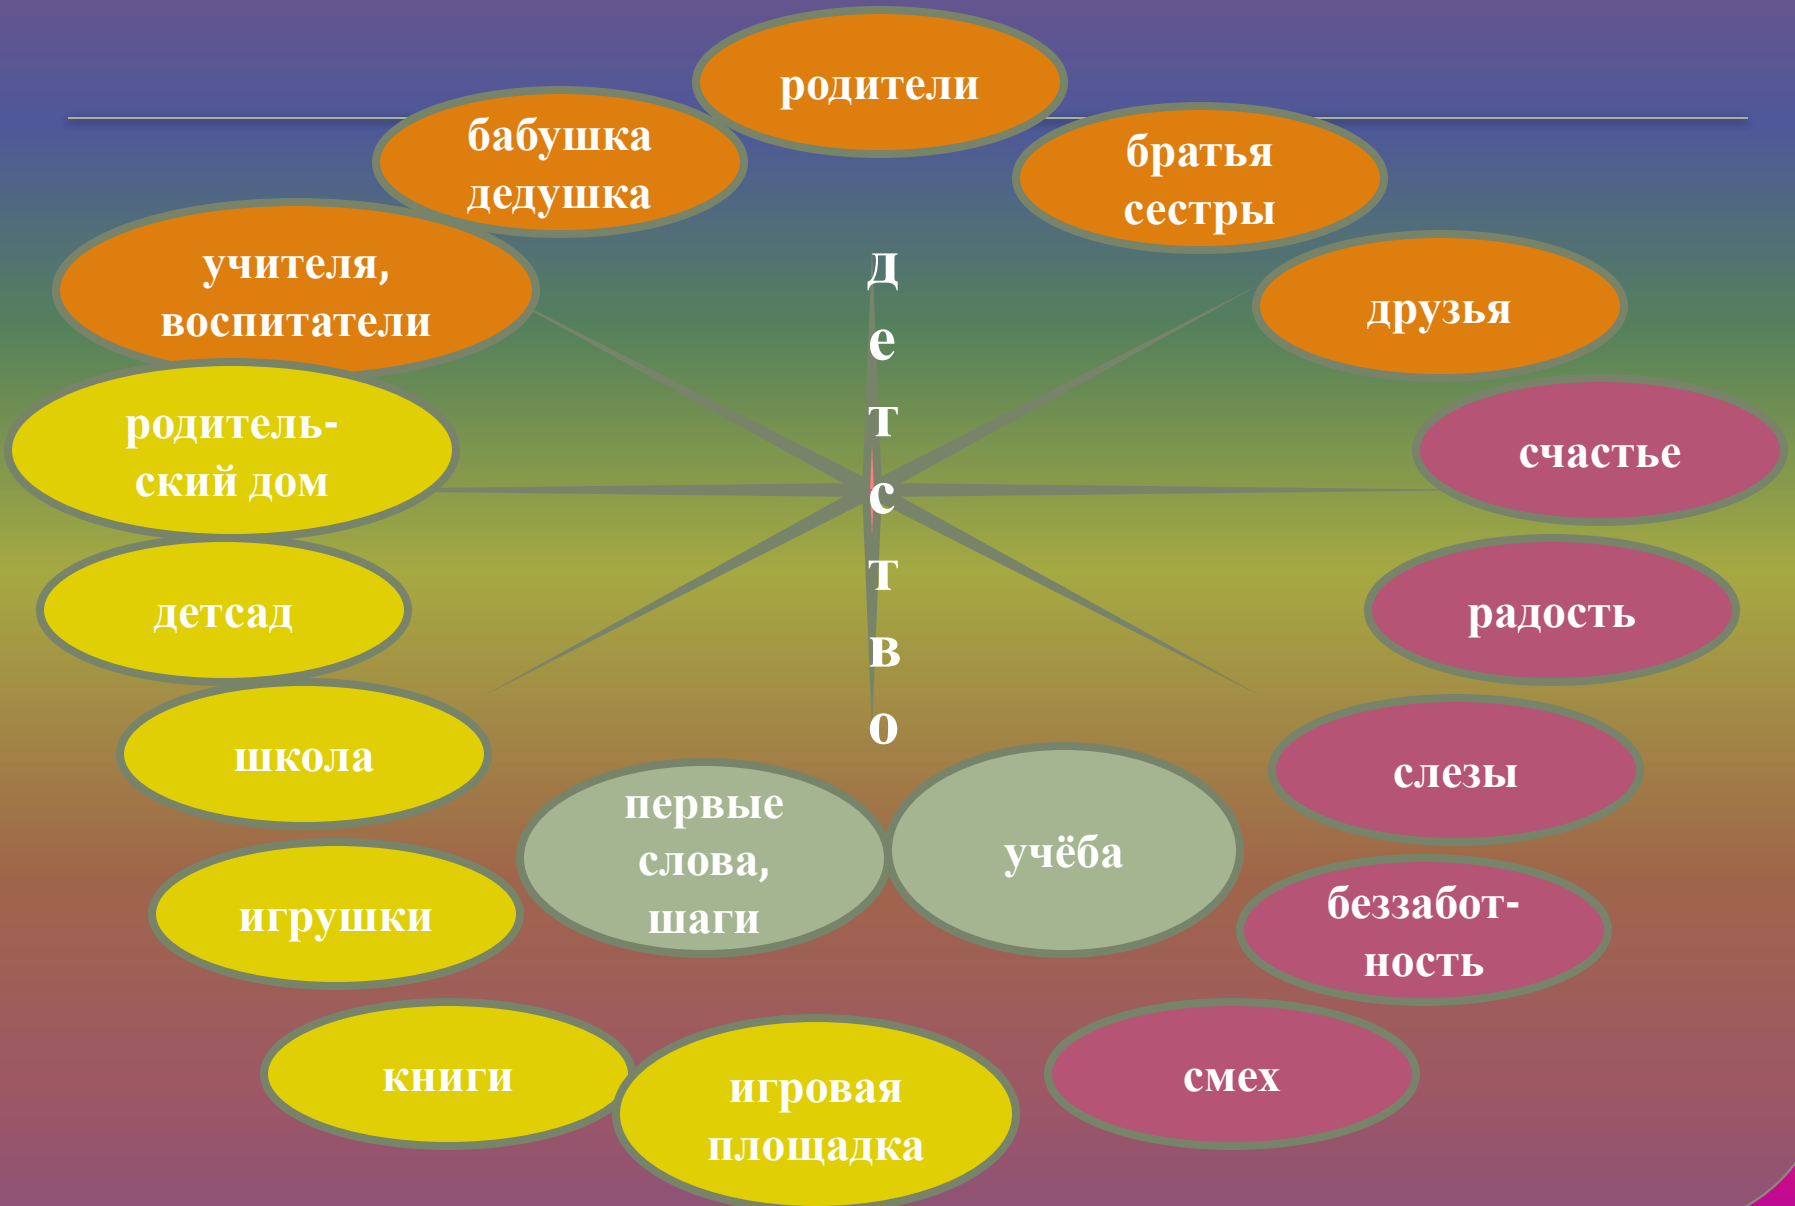 родители
бабушка
дедушка
братья
сестры
учителя,
воспитатели
друзья
детство
родитель-
ский дом
счастье
детсад
радость
школа
слезы
первые
слова,
шаги
учёба
игрушки
беззабот-
ность
книги
игровая
площадка
смех